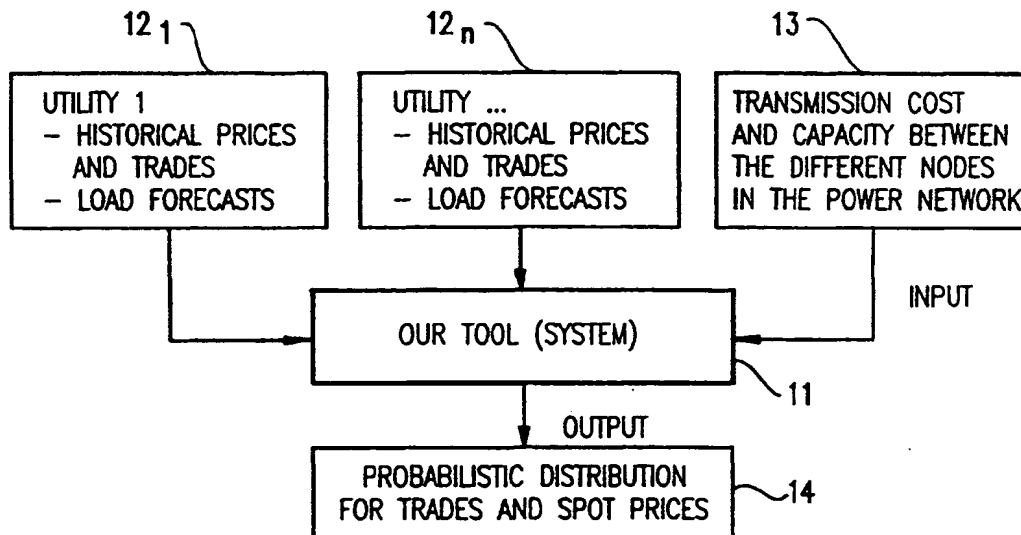 12 1
12 n
13
UTILITY 1
- HISTORICAL PRICES
AND TRADES
- LOAD FORECASTS
UTILITY ...
- HISTORICAL PRICES
AND TRADES
- LOAD FORECASTS
TRANSMISSION COST
AND CAPACITY BETWEEN
THE DIFFERENT NODES
IN THE POWER NETWORK
INPUT
OUR TOOL (SYSTEM)
11
OUTPUT
PROBABILISTIC DISTRIBUTION
FOR TRADES AND SPOT PRICES
14